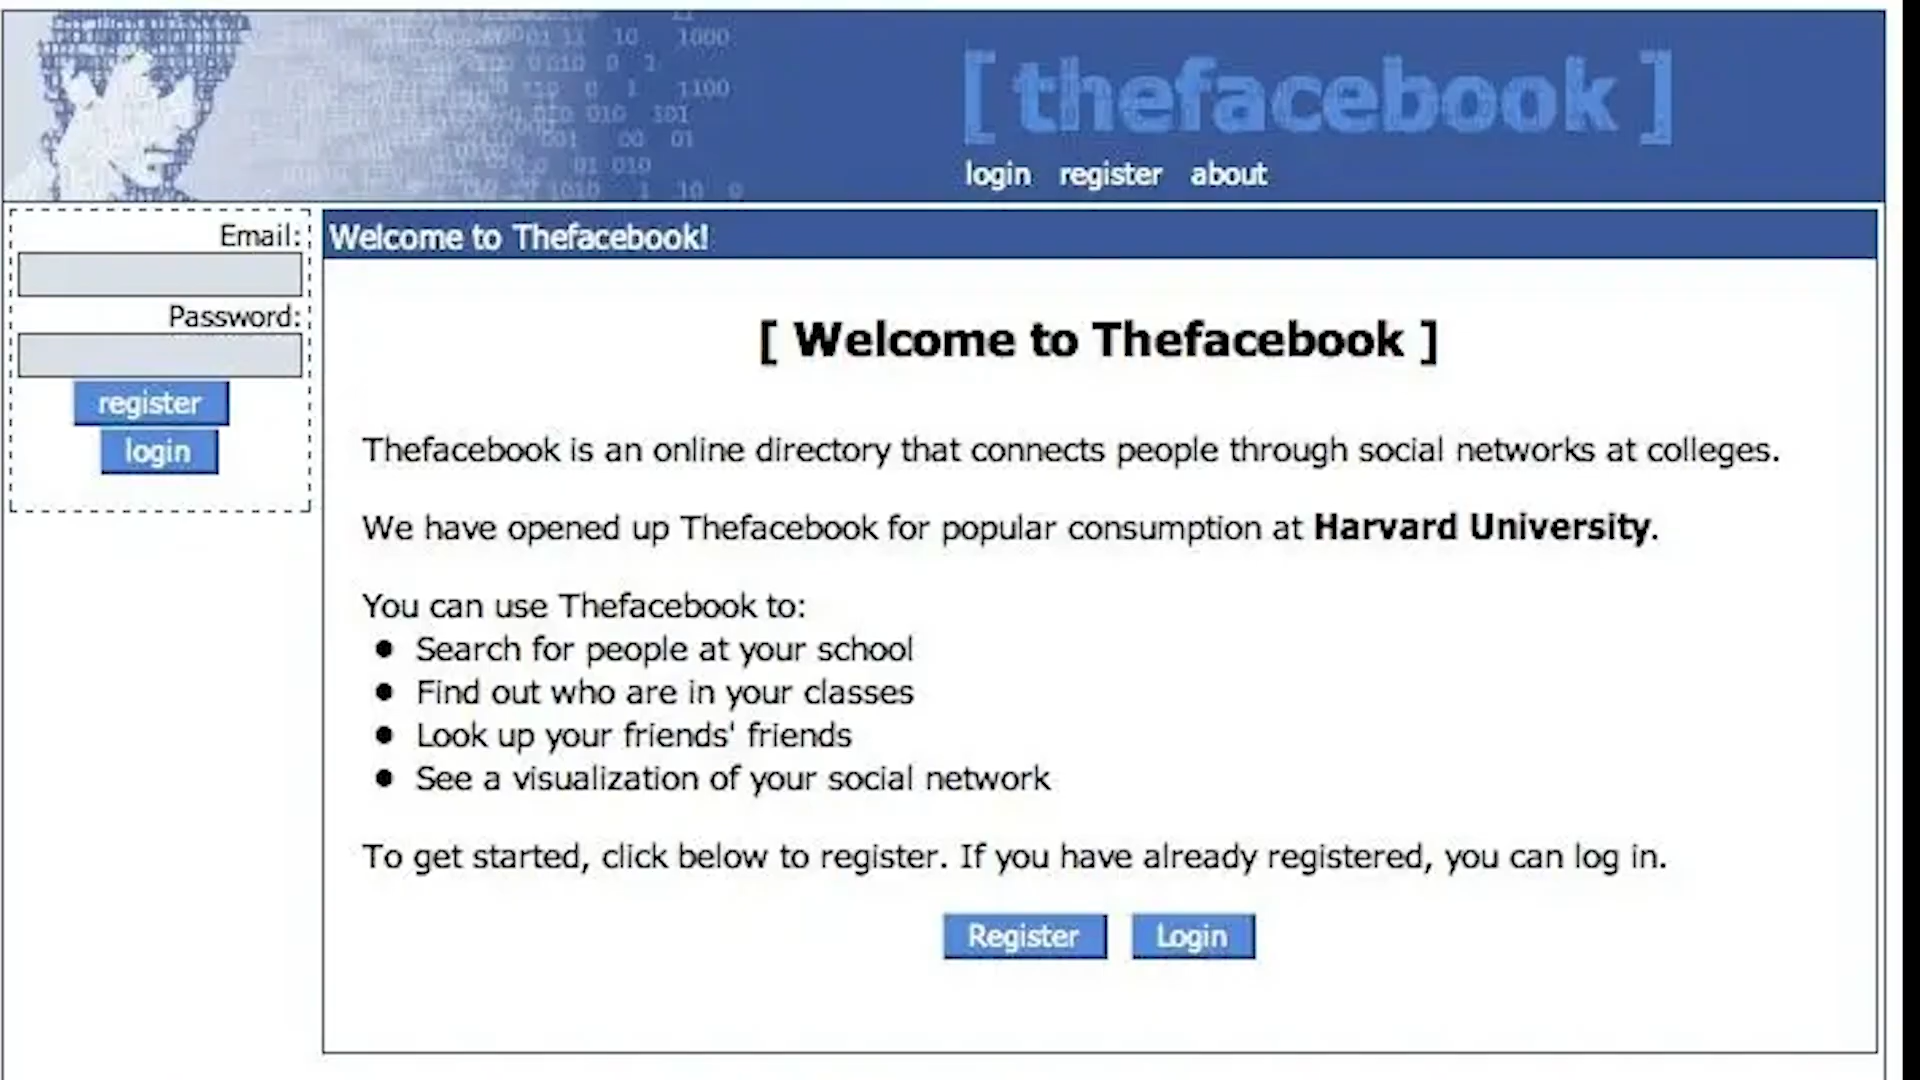 [ thefacebook ]
login register about
Email:
Password:
register
login
Welcome to Thefacebook!
[ Welcome to Thefacebook ]
Thefacebook is an online directory that connects people through social networks at colleges.
We have opened up Thefacebook for popular consumption at Harvard University.
You can use Thefacebook to:
● Search for people at your school
● Find out who are in your classes
● Look up your friends' friends
● See a visualization of your social network
To get started, click below to register. If you have already registered, you can log in.
Register Login